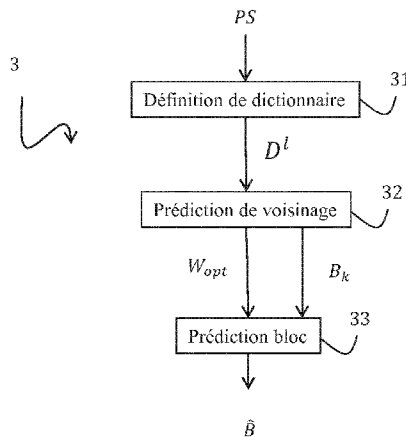 PS
3
31
Définition de dictionnaire
D^l
32
Prédiction de voisinage
W_opt
B_k
33
Prédiction bloc
B̂